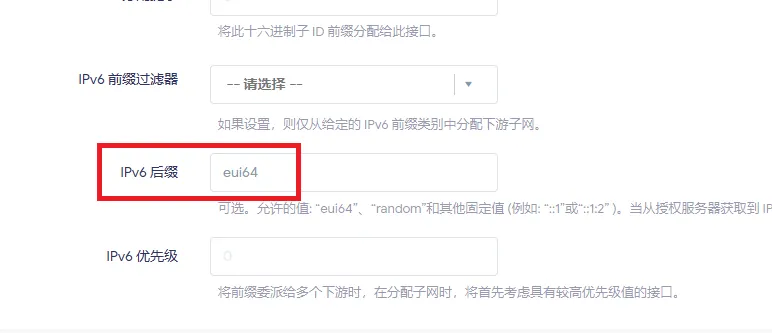 将此十六进制子 ID 前缀分配给此接口。
IPv6 前缀过滤器
-- 请选择 --
如果设置，则仅从给定的 IPv6 前缀类别中分配下游子网。
IPv6 后缀
eui64
可选。允许的值: “eui64”、“random”和其他固定值 (例如: “::1”或“::1:2” )。当从授权服务器获取到 IP
IPv6 优先级
0
将前缀委派给多个下游时，在分配子网时，将首先考虑具有较高优先级值的接口。